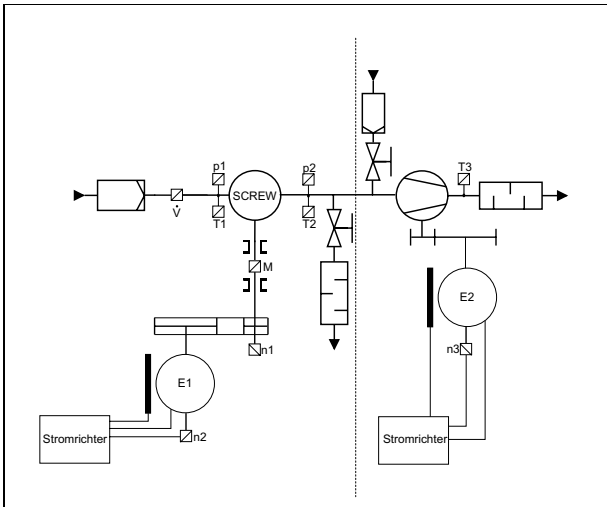 p1
p2
T3
SCREW
V̇
T1
T2
M
E2
n1
n3
E1
Stromrichter
n2
Stromrichter